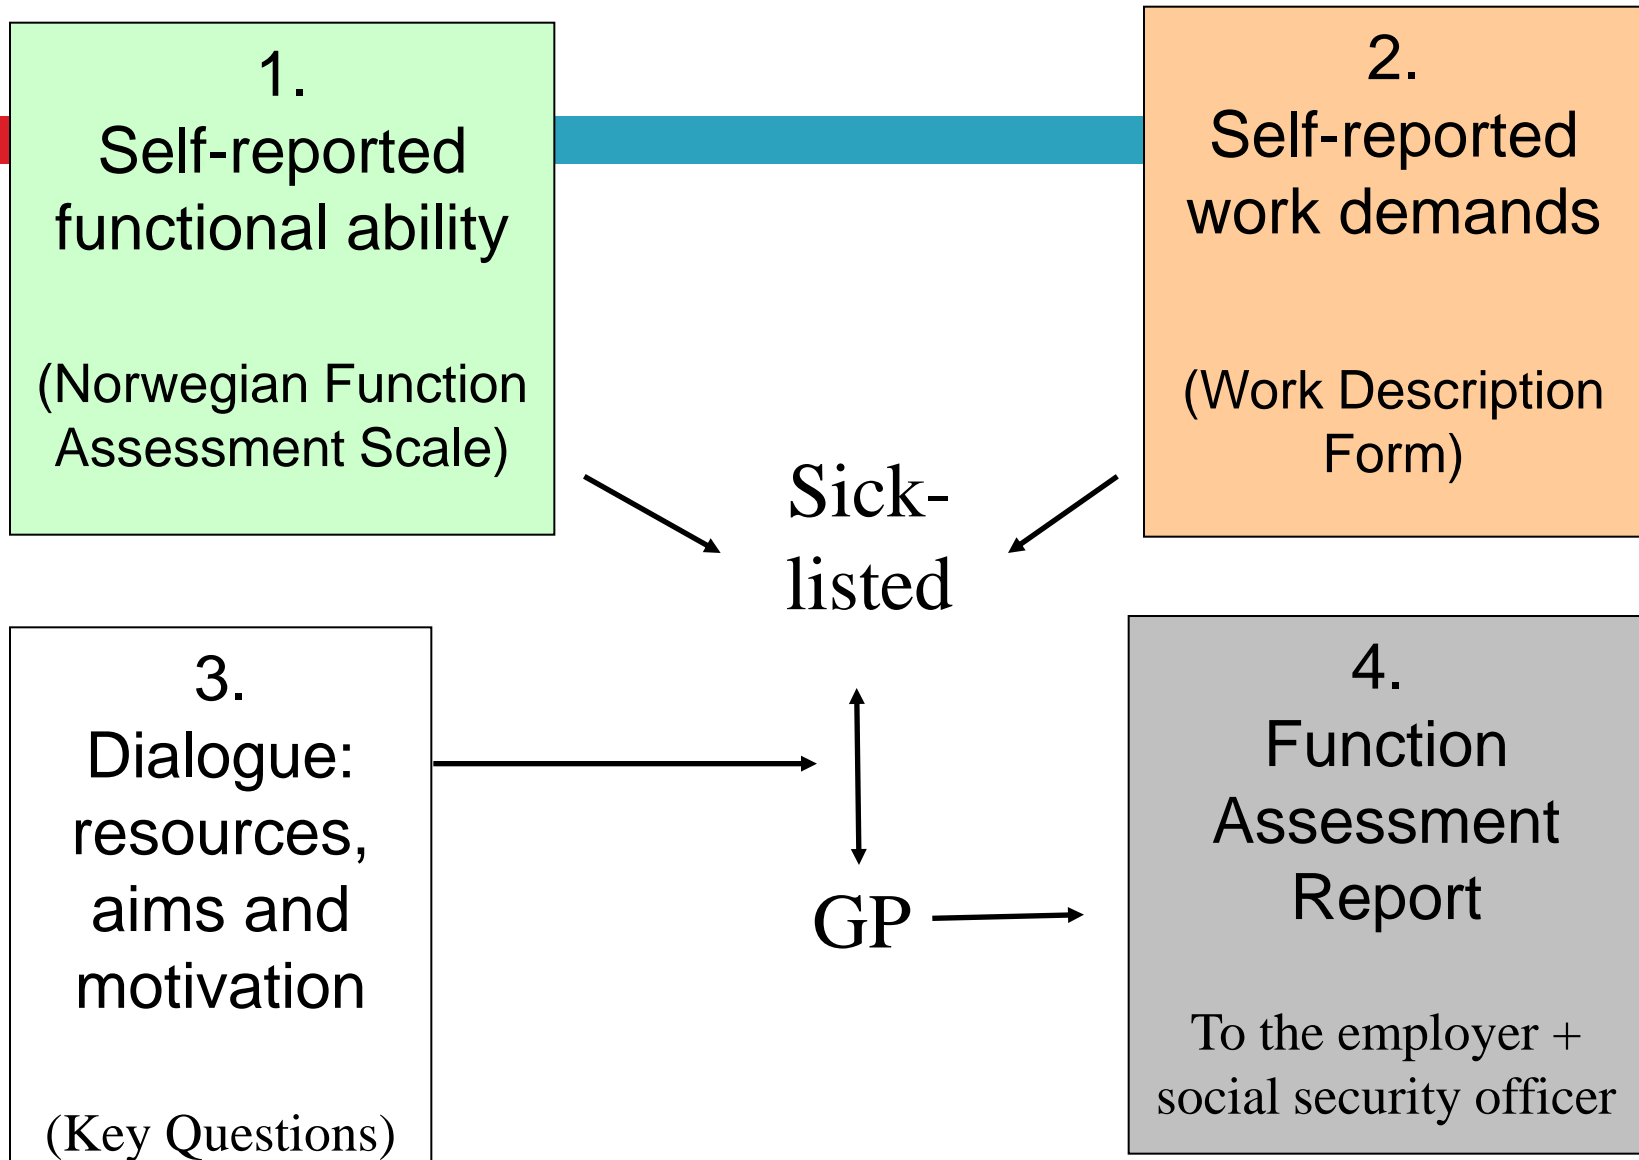 1.
Self-reported
functional ability
(Norwegian Function
Assessment Scale)
2.
Self-reported
work demands
(Work Description
Form)
Sick-
listed
3.
Dialogue:
resources,
aims and
motivation
(Key Questions)
GP
4.
Function
Assessment
Report
To the employer +
social security officer